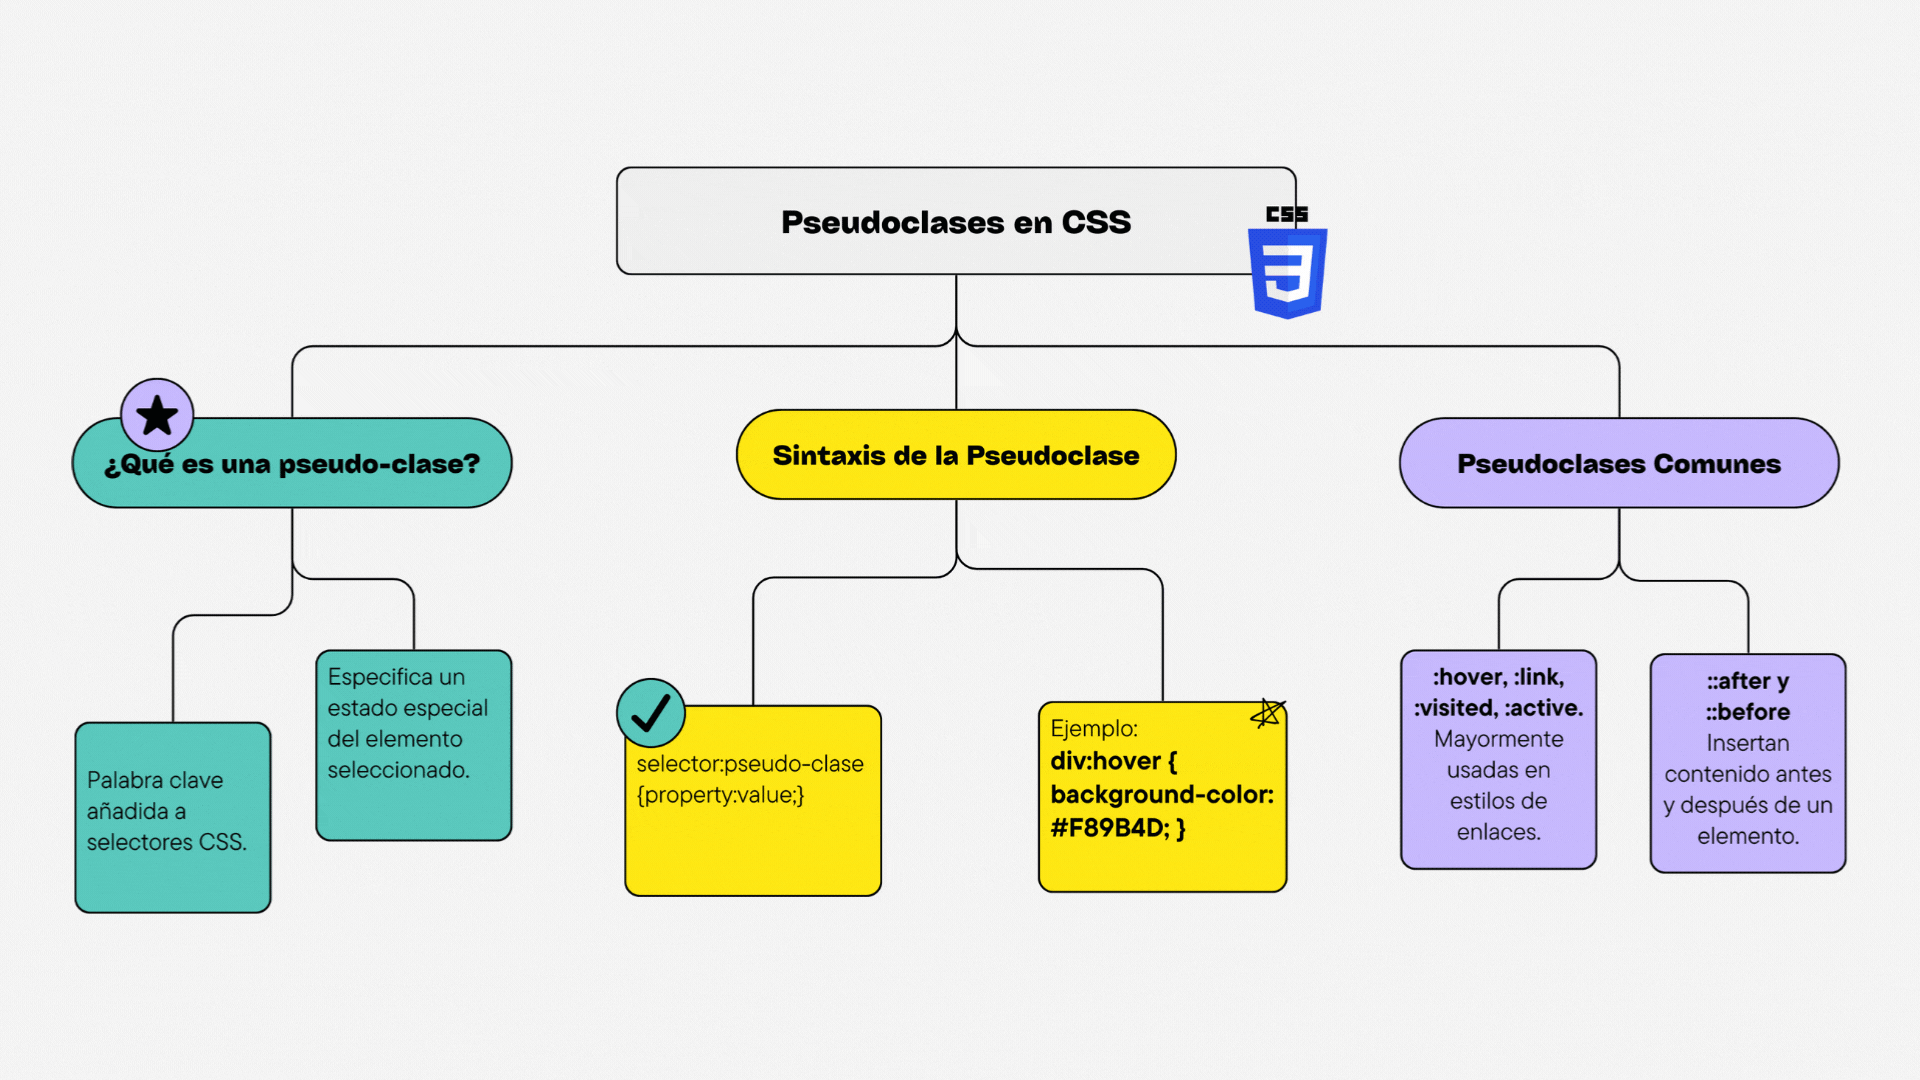 Pseudoclases en CSS
CSS
¿Qué es una pseudo-clase?
Sintaxis de la Pseudoclase
Pseudoclases Comunes
Palabra clave
añadida a
selectores CSS.
Especifica un
estado especial
del elemento
seleccionado.
selector:pseudo-clase
{property:value;}
Ejemplo:
div:hover {
background-color:
#F89B4D; }
:hover, :link,
:visited, :active.
Mayormente
usadas en
estilos de
enlaces.
::after y
::before
Insertan
contenido antes
y después de un
elemento.